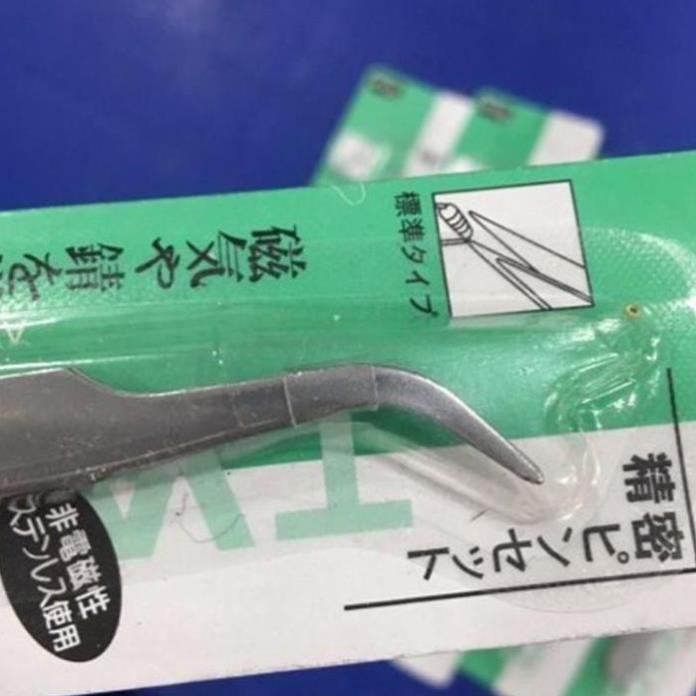 精密ピンセット
標準タイプ
磁気や錆を
非電磁性
ステンレス使用
TW